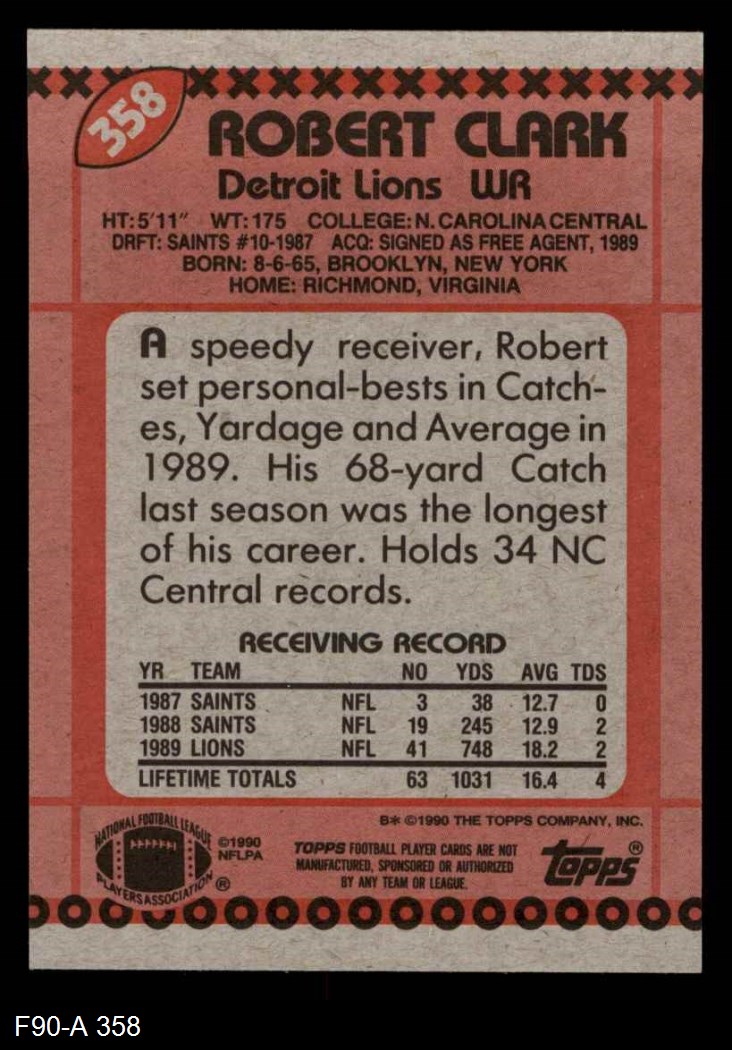 358
ROBERT CLARK
Detroit Lions WR
HT: 5'11" WT: 175 COLLEGE: N. CAROLINA CENTRAL
DRFT: SAINTS #10-1987 ACQ: SIGNED AS FREE AGENT, 1989
BORN: 8-6-65, BROOKLYN, NEW YORK
HOME: RICHMOND, VIRGINIA
A speedy receiver, Robert
set personal-bests in Catch-
es, Yardage and Average in
1989. His 68-yard Catch
last season was the longest
of his career. Holds 34 NC
Central records.
RECEIVING RECORD
YR TEAM NO YDS AVG TDS
1987 SAINTS NFL 3 38 12.7 0
1988 SAINTS NFL 19 245 12.9 2
1989 LIONS NFL 41 748 18.2 2
LIFETIME TOTALS 63 1031 16.4 4
B* ©1990 THE TOPPS COMPANY, INC.
NATIONAL FOOTBALL LEAGUE
PLAYERS ASSOCIATION ®
©1990
NFLPA
TOPPS FOOTBALL PLAYER CARDS ARE NOT
MANUFACTURED, SPONSORED OR AUTHORIZED
BY ANY TEAM OR LEAGUE.
topps®
F90-A 358